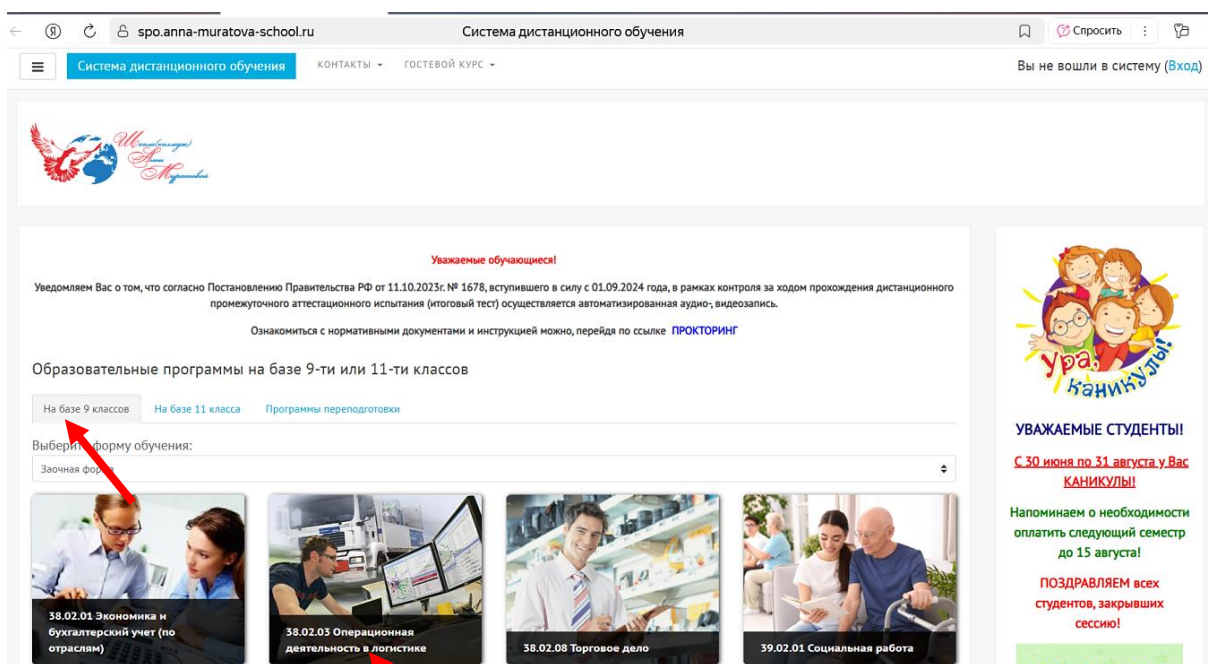 spo.anna-muratova-school.ru
Система дистанционного обучения
Спросить
Система дистанционного обучения
КОНТАКТЫ
ГОСТЕВОЙ КУРС
Вы не вошли в систему (Вход)
Школа(колледж)
Анны
Муратовой
Уважаемые обучающиеся!
Уведомляем Вас о том, что согласно Постановлению Правительства РФ от 11.10.2023г. № 1678, вступившего в силу с 01.09.2024 года, в рамках контроля за ходом прохождения дистанционного
промежуточного аттестационного испытания (итоговый тест) осуществляется автоматизированная аудио-, видеозапись.
Ознакомиться с нормативными документами и инструкцией можно, перейдя по ссылке ПРОКТОРИНГ
Образовательные программы на базе 9-ти или 11-ти классов
На базе 9 классов
На базе 11 класса
Программы переподготовки
Выберите форму обучения:
Заочная форма
38.02.01 Экономика и
бухгалтерский учет (по
отраслям)
38.02.03 Операционная
деятельность в логистике
38.02.08 Торговое дело
39.02.01 Социальная работа
Ура,
каникулы!
УВАЖАЕМЫЕ СТУДЕНТЫ!
С 30 июня по 31 августа у Вас
КАНИКУЛЫ!
Напоминаем о необходимости
оплатить следующий семестр
до 15 августа!
ПОЗДРАВЛЯЕМ всех
студентов, закрывших
сессию!